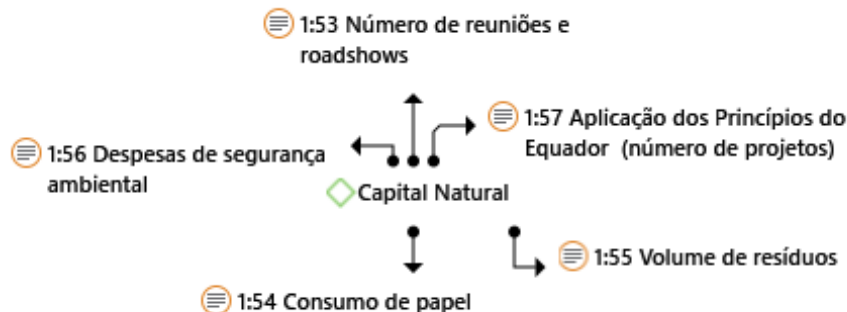 1:53 Número de reuniões e
roadshows
1:57 Aplicação dos Princípios do
Equador (número de projetos)
1:56 Despesas de segurança
ambiental
Capital Natural
1:55 Volume de resíduos
1:54 Consumo de papel